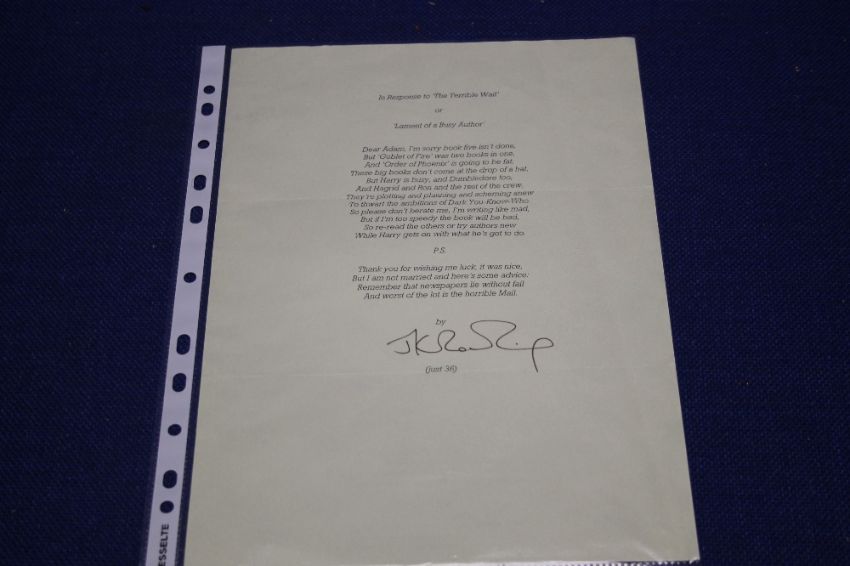 In Response to 'The Terrible Wait'
or
'Lament of a Busy Author'
Dear Adam, I'm sorry book five isn't done,
But 'Goblet of Fire' was two books in one,
And 'Order of Phoenix' is going to be fat,
These big books don't come at the drop of a hat,
But Harry is busy, and Dumbledore too,
And Hagrid and Ron and the rest of the crew,
They're plotting and planning and scheming anew
To thwart the ambitions of Dark You-Know-Who
So please don't berate me, I'm writing like mad,
But if I'm too speedy the book will be bad,
So re-read the others or try authors new
While Harry gets on with what he's got to do.
P.S.
Thank you for wishing me luck, it was nice,
But I am not married and here's some advice:
Remember that newspapers lie without fail
And worst of the lot is the horrible Mail.
by
JKRowling
(just 36)
ESSELTE